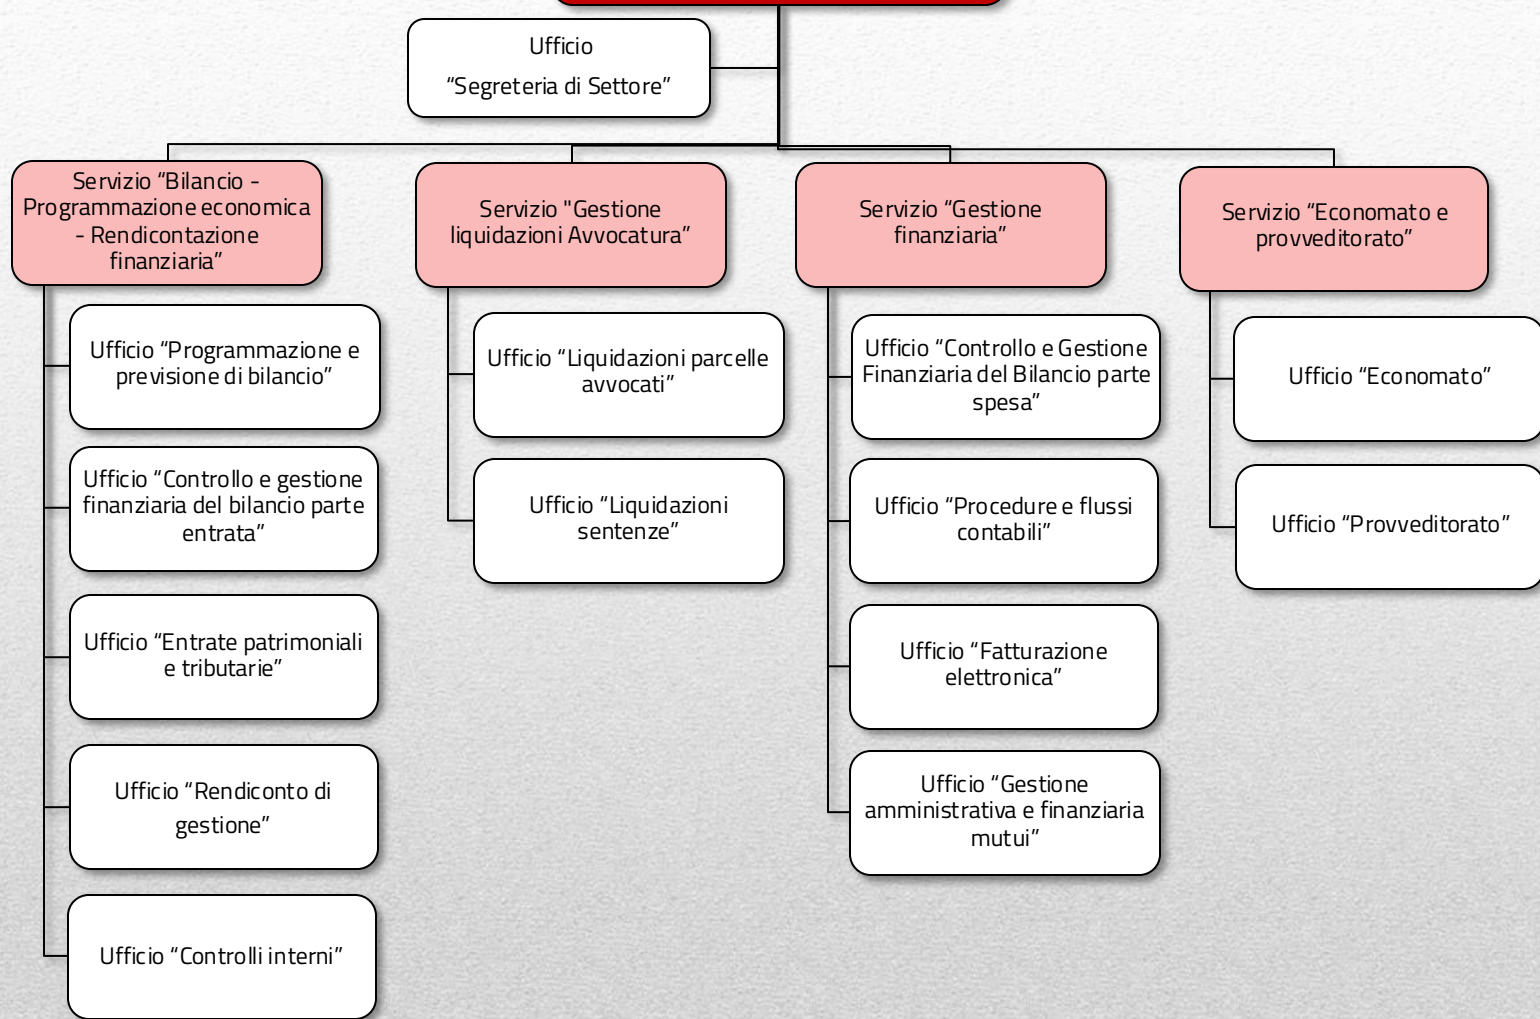 Ufficio
“Segreteria di Settore”
Servizio “Bilancio -
Programmazione economica
- Rendicontazione
finanziaria”
Ufficio “Programmazione e
previsione di bilancio”
Ufficio “Controllo e gestione
finanziaria del bilancio parte
entrata”
Ufficio “Entrate patrimoniali
e tributarie”
Ufficio “Rendiconto di
gestione”
Ufficio “Controlli interni”
Servizio "Gestione
liquidazioni Avvocatura”
Ufficio “Liquidazioni parcelle
avvocati”
Ufficio “Liquidazioni
sentenze”
Servizio “Gestione
finanziaria”
Ufficio “Controllo e Gestione
Finanziaria del Bilancio parte
spesa”
Ufficio “Procedure e flussi
contabili”
Ufficio “Fatturazione
elettronica”
Ufficio “Gestione
amministrativa e finanziaria
mutui”
Servizio “Economato e
provveditorato”
Ufficio “Economato”
Ufficio “Provveditorato”